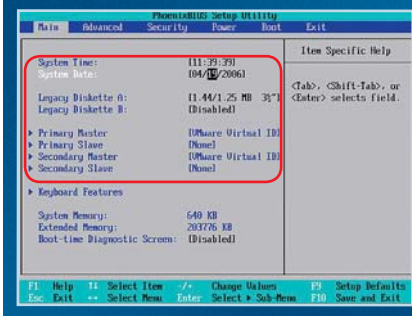 PhoenixBIOS Setup Utility
Main Advanced Security Power Boot Exit
Item Specific Help
System Time: [11:39:39]
System Date: [04/19/2006]
<Tab>, <Shift-Tab>, or
<Enter> selects field.
Legacy Diskette A: [1.44/1.25 MB 3½"]
Legacy Diskette B: [Disabled]
▶ Primary Master [VMware Virtual ID]
▶ Primary Slave [None]
▶ Secondary Master [VMware Virtual ID]
▶ Secondary Slave [None]
▶ Keyboard Features
System Memory: 640 KB
Extended Memory: 203776 KB
Boot-time Diagnostic Screen: [Disabled]
F1 Help ↑↓ Select Item -/+ Change Values F9 Setup Defaults
Esc Exit ↔ Select Menu Enter Select ▶ Sub-Menu F10 Save and Exit